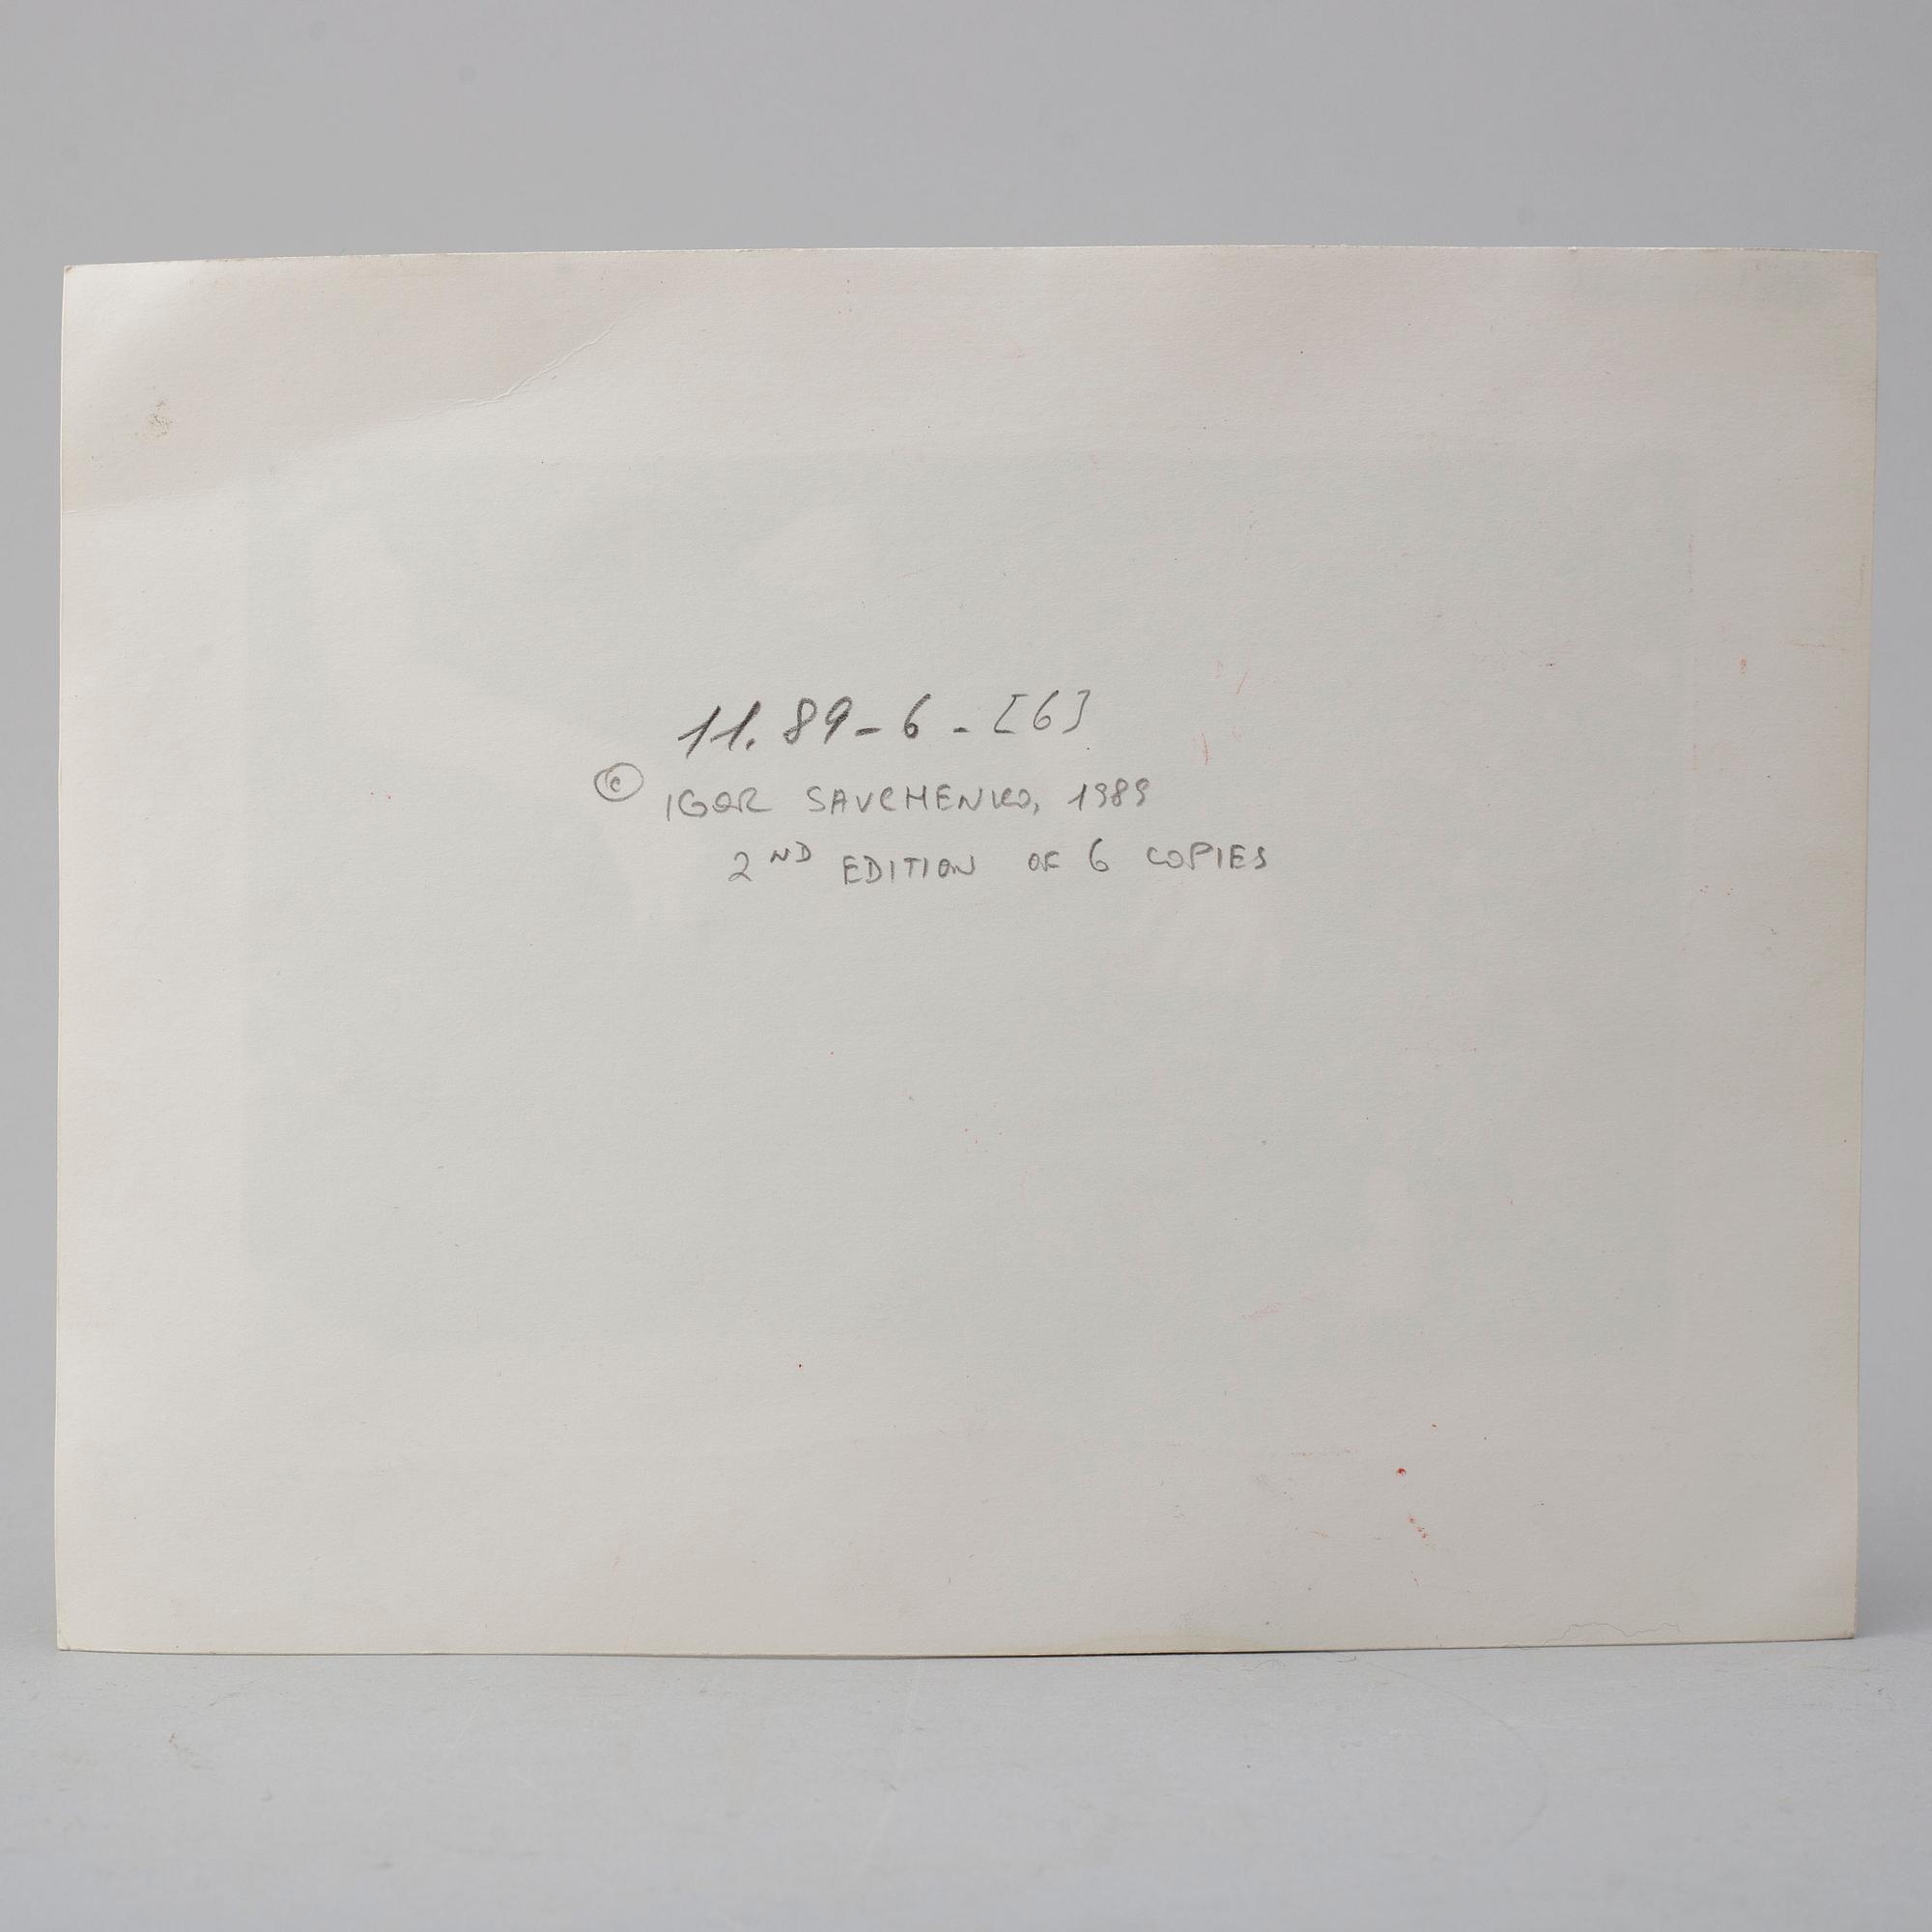 11.89-6-[6]
© IGOR SAVCHENKO, 1989
2ND EDITION OF 6 COPIES